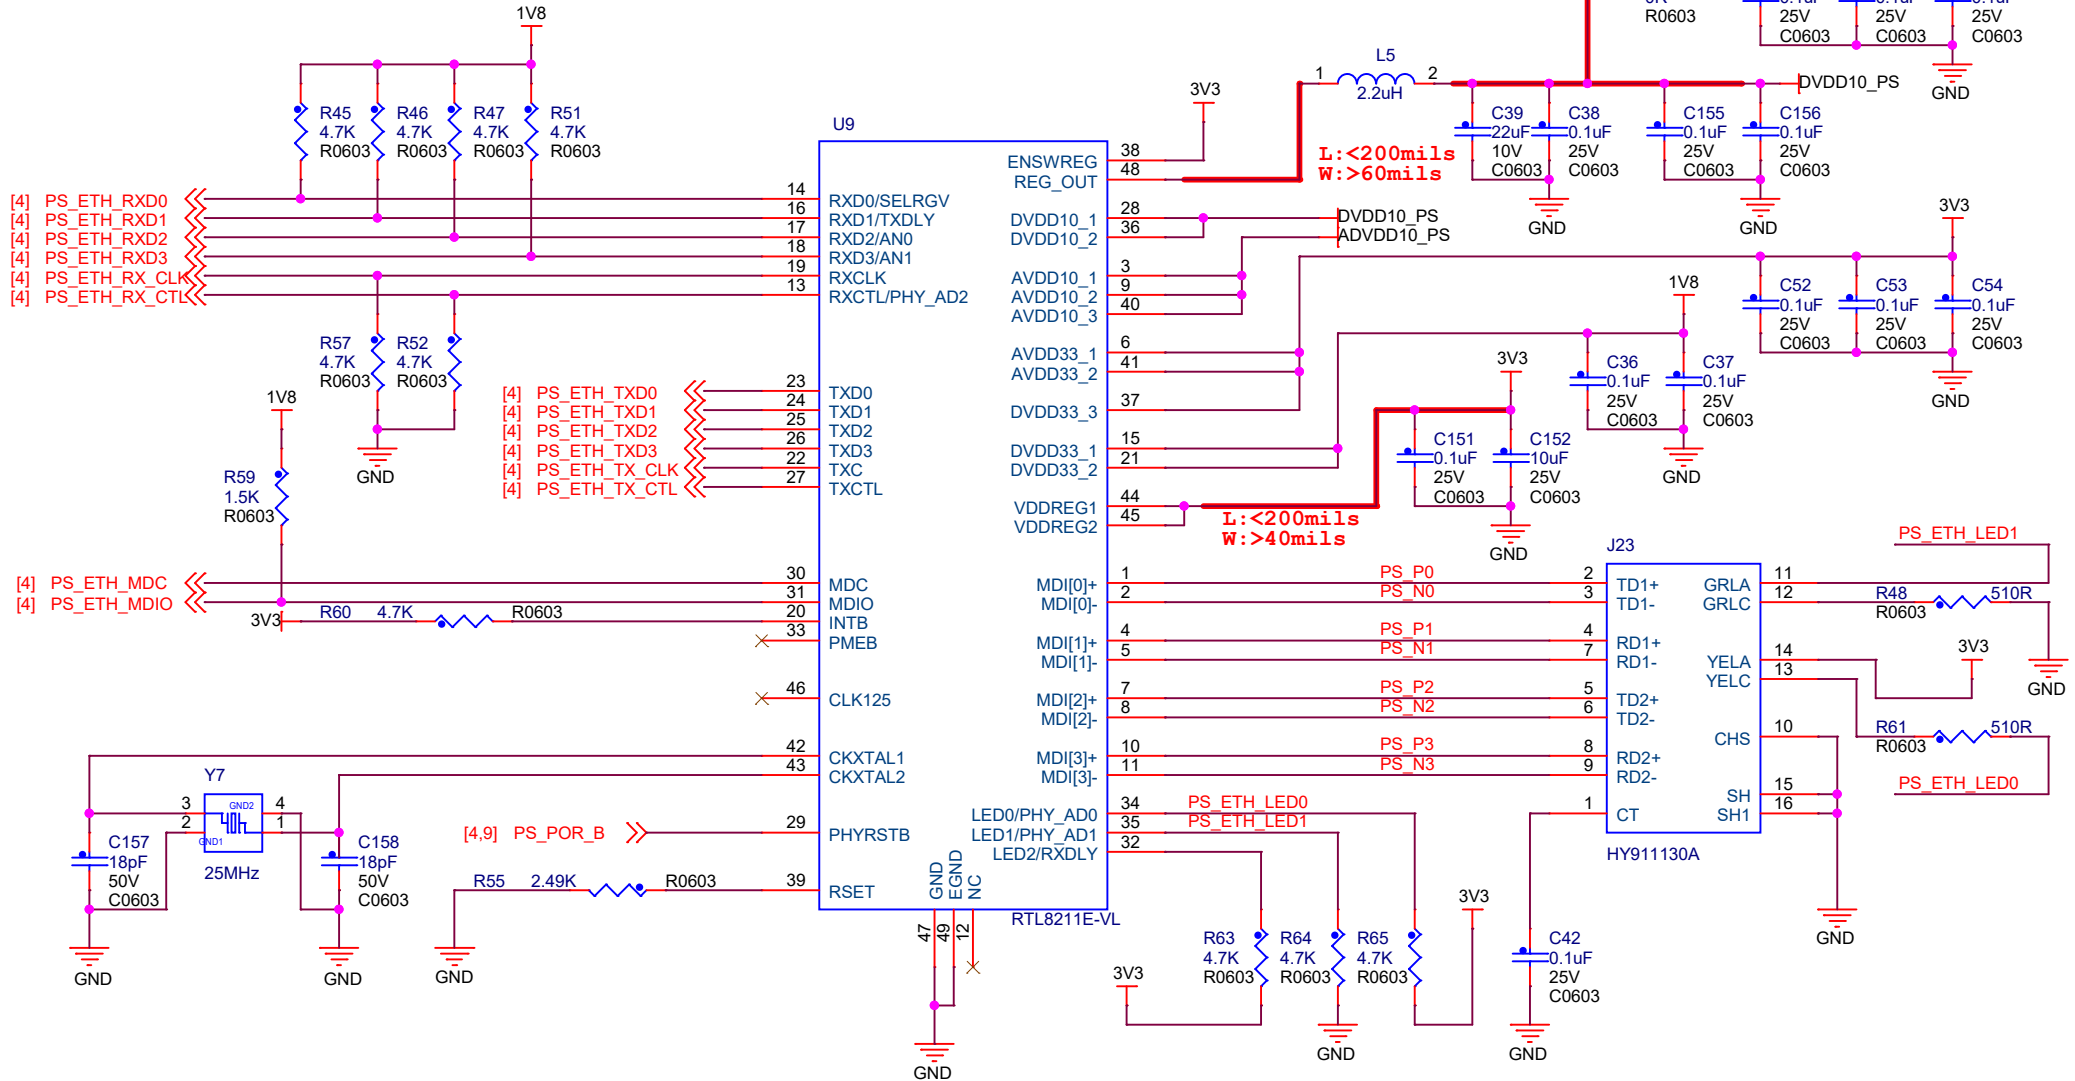 1V8
R45
4.7K
R0603
R46
4.7K
R0603
R47
4.7K
R0603
R51
4.7K
R0603
[4] PS_ETH_RXD0
[4] PS_ETH_RXD1
[4] PS_ETH_RXD2
[4] PS_ETH_RXD3
[4] PS_ETH_RX_CLK
[4] PS_ETH_RX_CTL
R57
4.7K
R0603
R52
4.7K
R0603
GND
1V8
R59
1.5K
R0603
[4] PS_ETH_TXD0
[4] PS_ETH_TXD1
[4] PS_ETH_TXD2
[4] PS_ETH_TXD3
[4] PS_ETH_TX_CLK
[4] PS_ETH_TX_CTL
[4] PS_ETH_MDC
[4] PS_ETH_MDIO
3V3
R60 4.7K R0603
Y7
3
2
4
1
GND2
GND1
25MHz
C157
18pF
50V
C0603
GND
C158
18pF
50V
C0603
GND
[4,9] PS_POR_B
R55 2.49K R0603
GND
U9
14 RXD0/SELRGV
16 RXD1/TXDLY
17 RXD2/AN0
18 RXD3/AN1
19 RXCLK
13 RXCTL/PHY_AD2
23 TXD0
24 TXD1
25 TXD2
26 TXD3
22 TXC
27 TXCTL
30 MDC
31 MDIO
20 INTB
33 PMEB
46 CLK125
42 CKXTAL1
43 CKXTAL2
29 PHYRSTB
39 RSET
ENSWREG 38
REG_OUT 48
DVDD10_1 28
DVDD10_2 36
AVDD10_1 3
AVDD10_2 9
AVDD10_3 40
AVDD33_1 6
AVDD33_2 41
DVDD33_3 37
DVDD33_1 15
DVDD33_2 21
VDDREG1 44
VDDREG2 45
MDI[0]+ 1
MDI[0]- 2
MDI[1]+ 4
MDI[1]- 5
MDI[2]+ 7
MDI[2]- 8
MDI[3]+ 10
MDI[3]- 11
LED0/PHY_AD0 34
LED1/PHY_AD1 35
LED2/RXDLY 32
GND
EGND
NC
47
49
12
RTL8211E-VL
GND
3V3
1 L5 2
2.2uH
L:<200mils
W:>60mils
C39
22uF
10V
C0603
C38
0.1uF
25V
C0603
GND
C155
0.1uF
25V
C0603
C156
0.1uF
25V
C0603
GND
DVDD10_PS
R0603
25V
C0603
25V
C0603
25V
C0603
GND
DVDD10_PS
ADVDD10_PS
3V3
C52
0.1uF
25V
C0603
C53
0.1uF
25V
C0603
C54
0.1uF
25V
C0603
GND
1V8
C36
0.1uF
25V
C0603
C37
0.1uF
25V
C0603
GND
3V3
C151
0.1uF
25V
C0603
C152
10uF
25V
C0603
GND
L:<200mils
W:>40mils
PS_P0
PS_N0
PS_P1
PS_N1
PS_P2
PS_N2
PS_P3
PS_N3
PS_ETH_LED0
PS_ETH_LED1
J23
2 TD1+
3 TD1-
4 RD1+
7 RD1-
5 TD2+
6 TD2-
8 RD2+
9 RD2-
1 CT
GRLA 11
GRLC 12
YELA 14
YELC 13
CHS 10
SH 15
SH1 16
HY911130A
PS_ETH_LED1
R48 510R
R0603
GND
3V3
R61 510R
R0603
PS_ETH_LED0
GND
3V3
R63
4.7K
R0603
R64
4.7K
R0603
R65
4.7K
R0603
3V3
GND
C42
0.1uF
25V
C0603
GND